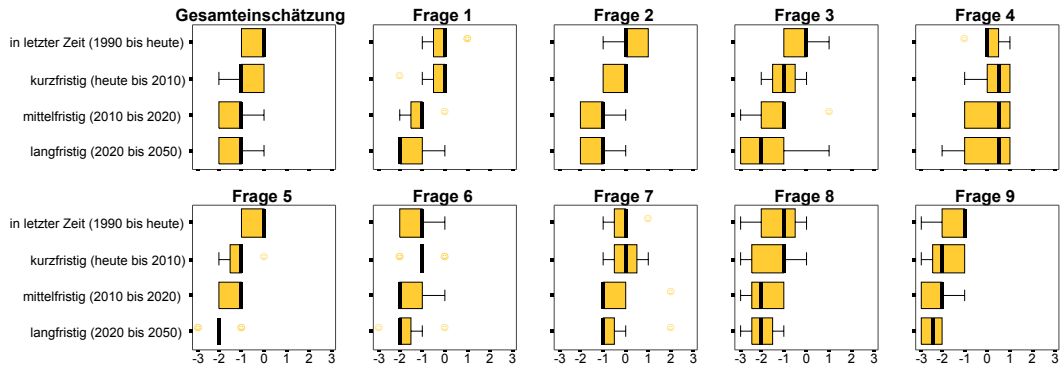 Gesamteinschätzung Frage 1 Frage 2 Frage 3 Frage 4
in letzter Zeit (1990 bis heute)
kurzfristig (heute bis 2010)
mittelfristig (2010 bis 2020)
langfristig (2020 bis 2050)
Frage 5 Frage 6 Frage 7 Frage 8 Frage 9
in letzter Zeit (1990 bis heute)
kurzfristig (heute bis 2010)
mittelfristig (2010 bis 2020)
langfristig (2020 bis 2050)
-3 -2 -1 0 1 2 3 -3 -2 -1 0 1 2 3 -3 -2 -1 0 1 2 3 -3 -2 -1 0 1 2 3 -3 -2 -1 0 1 2 3